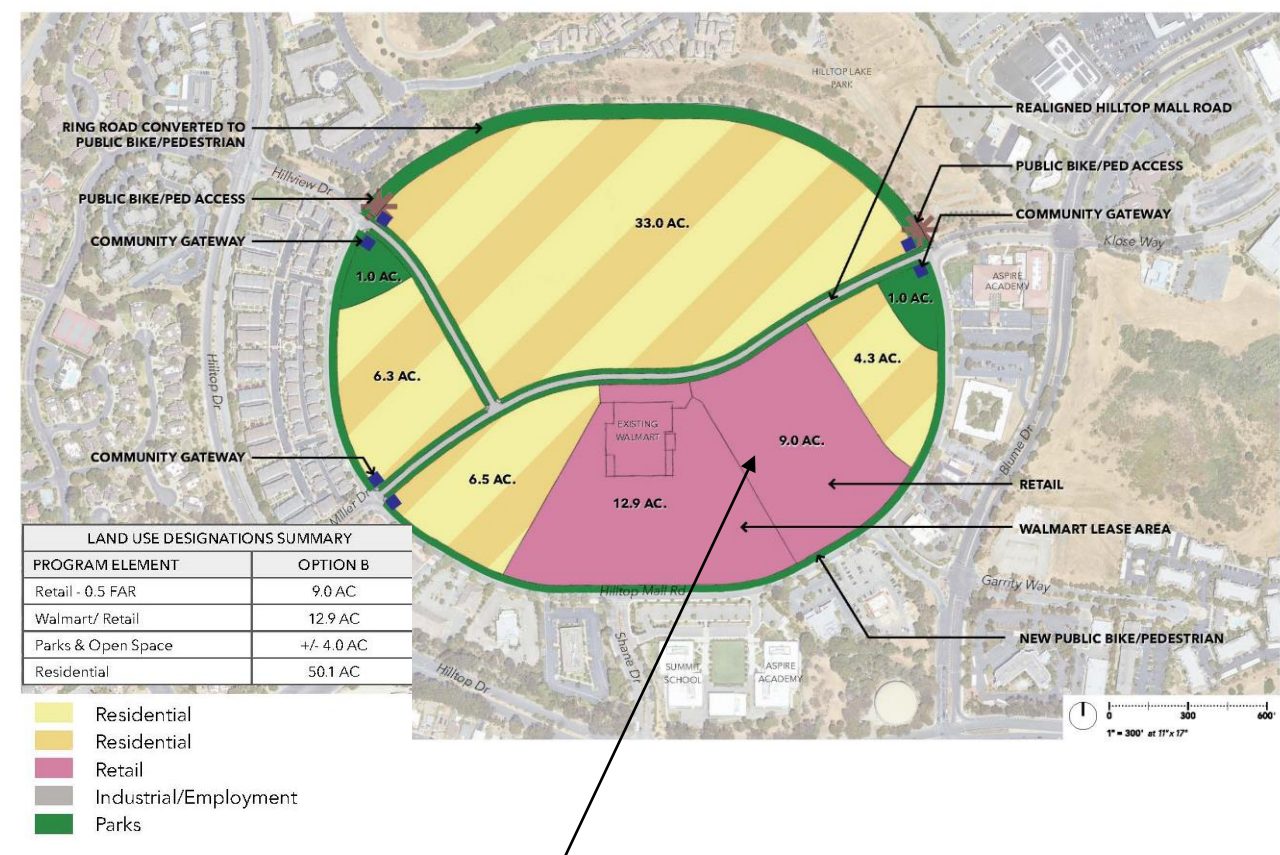 HILLTOP LAKE
PARK
RING ROAD CONVERTED TO
PUBLIC BIKE/PEDESTRIAN
Hillview Dr
PUBLIC BIKE/PED ACCESS
COMMUNITY GATEWAY
REALIGNED HILLTOP MALL ROAD
PUBLIC BIKE/PED ACCESS
COMMUNITY GATEWAY
Klose Way
33.0 AC.
1.0 AC.
ASPIRE
ACADEMY
1.0 AC.
4.3 AC.
6.3 AC.
Hilltop Dr
EXISTING
WALMART
9.0 AC.
Blume Dr
COMMUNITY GATEWAY
6.5 AC.
12.9 AC.
RETAIL
Miller Dr
WALMART LEASE AREA
Garrity Way
Hilltop Mall Rd
NEW PUBLIC BIKE/PEDESTRIAN
Shane Dr
Hilltop Dr
SUMMIT
SCHOOL
ASPIRE
ACADEMY
LAND USE DESIGNATIONS SUMMARY
PROGRAM ELEMENT OPTION B
Retail - 0.5 FAR 9.0 AC
Walmart/ Retail 12.9 AC
Parks & Open Space +/- 4.0 AC
Residential 50.1 AC
0 300 600'
1" = 300' at 11"x 17"
Residential
Residential
Retail
Industrial/Employment
Parks